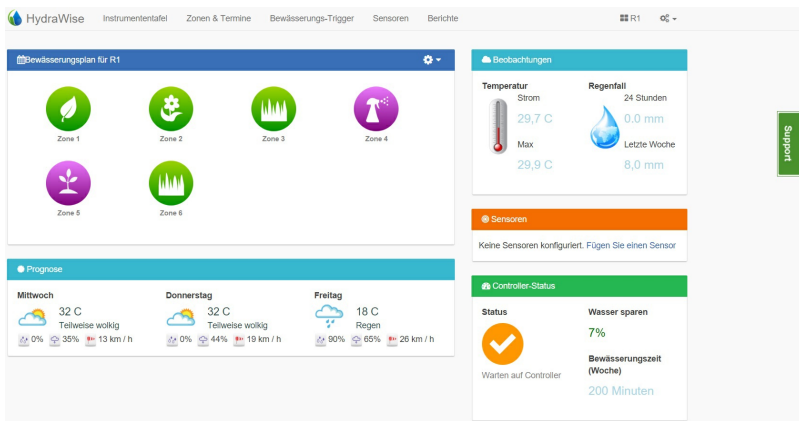 HydraWise Instrumententafel Zonen & Termine Bewässerungs-Trigger Sensoren Berichte R1
Bewässerungsplan für R1
Zone 1 Zone 2 Zone 3 Zone 4
Zone 5 Zone 6
Prognose
Mittwoch Donnerstag Freitag
32 C 32 C 18 C
Teilweise wolkig Teilweise wolkig Regen
0% 35% 13 km / h 0% 44% 19 km / h 90% 65% 26 km / h
Beobachtungen
Temperatur Regenfall
Strom 24 Stunden
29,7 C 0.0 mm
Max Letzte Woche
29,9 C 8,0 mm
Sensoren
Keine Sensoren konfiguriert. Fügen Sie einen Sensor
Controller-Status
Status Wasser sparen
7%
Bewässerungszeit
(Woche)
Warten auf Controller
200 Minuten
Support